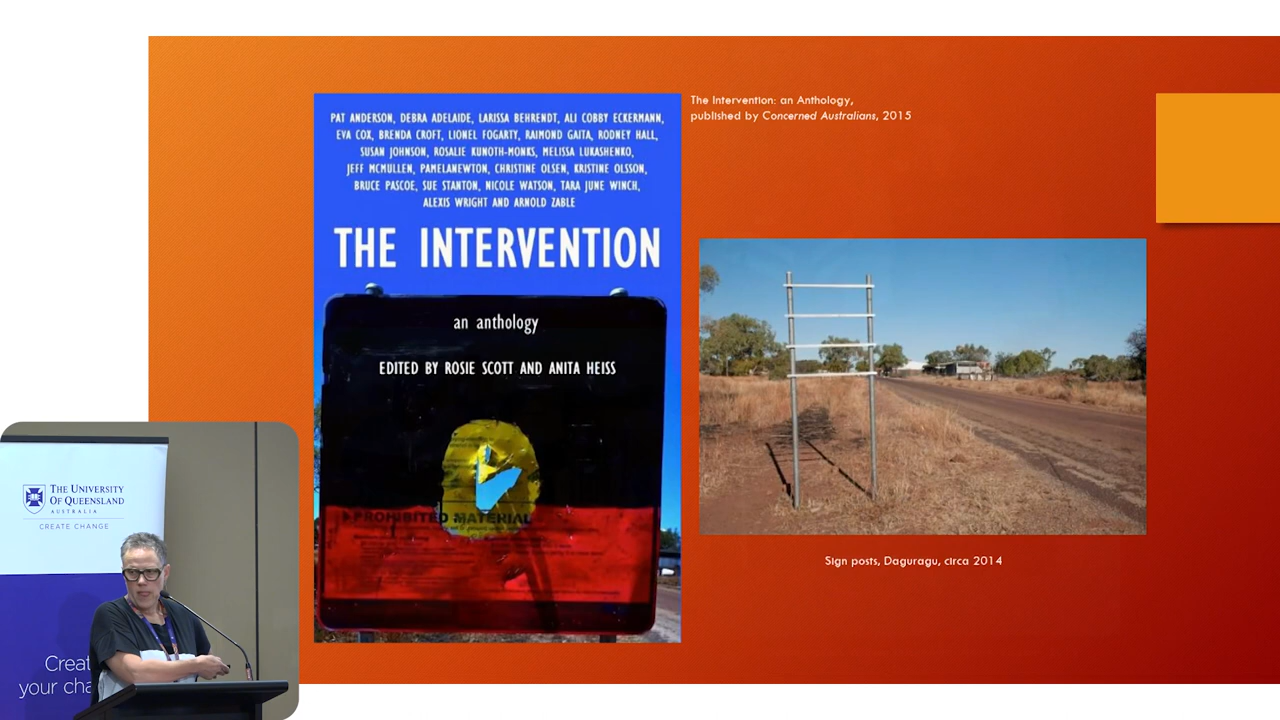 PAT ANDERSON, DEBRA ADELAIDE, LARISSA BEHRENDT, ALI COBBY ECKERMANN,
EVA COX, BRENDA CROFT, LIONEL FOGARTY, RAIMOND GAITA, RODNEY HALL,
SUSAN JOHNSON, ROSALIE KUNOTH-MONKS, MELISSA LUKASHENKO,
JEFF MCMULLEN, PAMELANEWTON, CHRISTINE OLSEN, KRISTINE OLSSON,
BRUCE PASCOE, SUE STANTON, NICOLE WATSON, TARA JUNE WINCH,
ALEXIS WRIGHT AND ARNOLD ZABLE
THE INTERVENTION
an anthology
EDITED BY ROSIE SCOTT AND ANITA HEISS
PROHIBITED MATERIAL
The Intervention: an Anthology,
published by Concerned Australians, 2015
Sign posts, Daguragu, circa 2014
THE UNIVERSITY
OF QUEENSLAND
AUSTRALIA
CREATE CHANGE
Creat
your cha